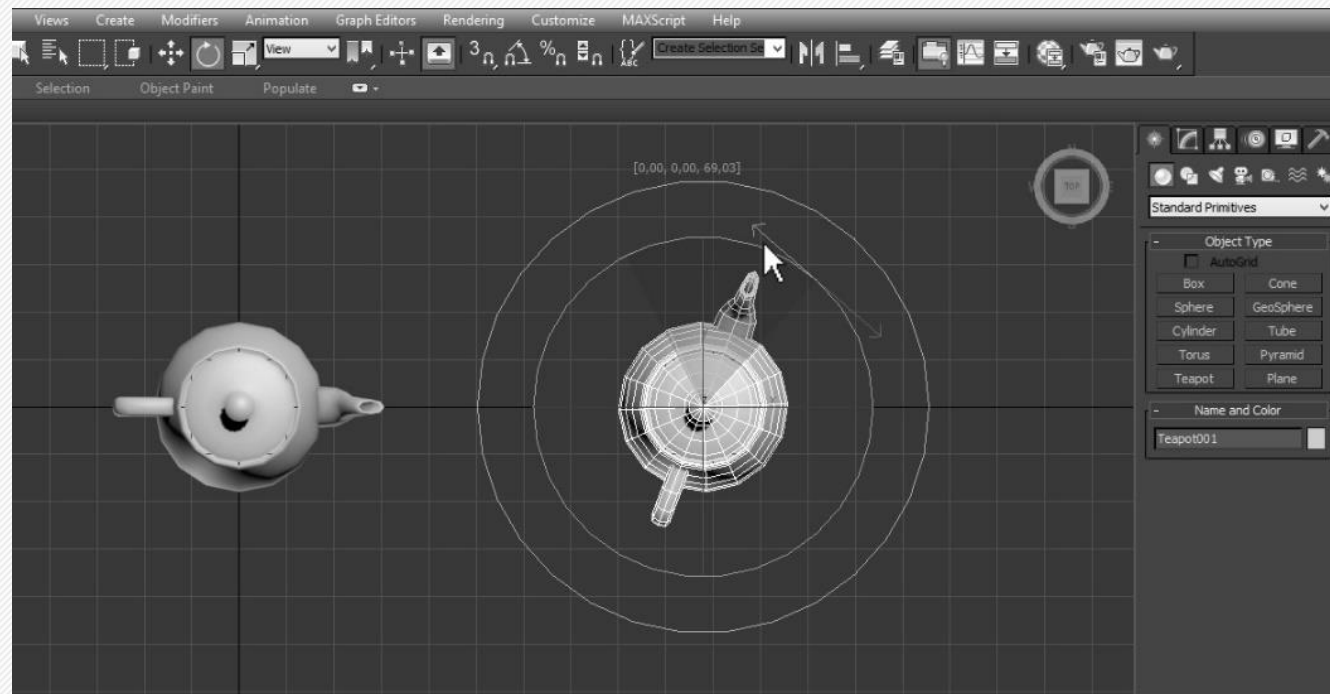 Views Create Modifiers Animation Graph Editors Rendering Customize MAXScript Help
View
3
%
Create Selection Se
Selection Object Paint Populate
[0,00, 0,00, 69,03]
TOP
Standard Primitives
- Object Type
AutoGrid
Box Cone
Sphere GeoSphere
Cylinder Tube
Torus Pyramid
Teapot Plane
- Name and Color
Teapot001